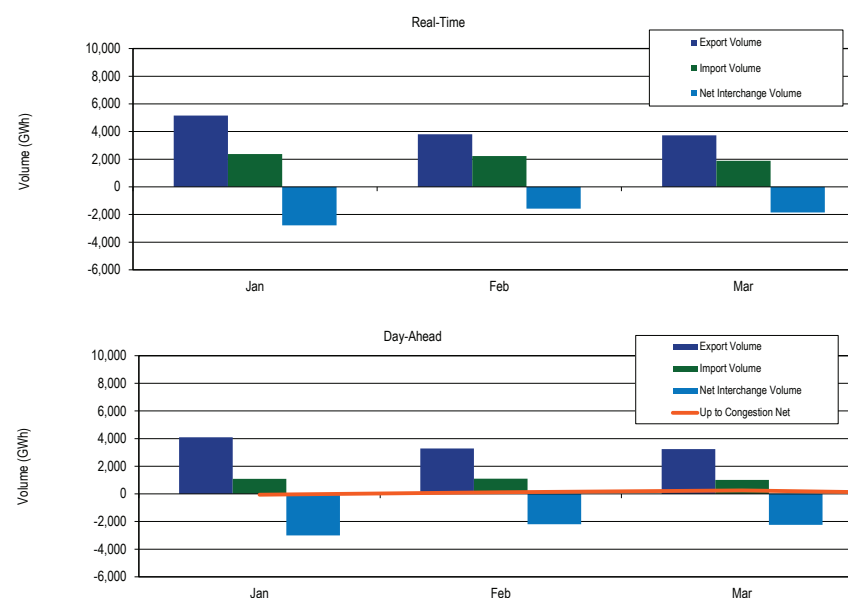 Real-Time
Export Volume
Import Volume
Net Interchange Volume
Volume (GWh)
10,000
8,000
6,000
4,000
2,000
0
-2,000
-4,000
-6,000
Jan Feb Mar
Day-Ahead
Export Volume
Import Volume
Net Interchange Volume
Up to Congestion Net
Volume (GWh)
10,000
8,000
6,000
4,000
2,000
0
-2,000
-4,000
-6,000
Jan Feb Mar